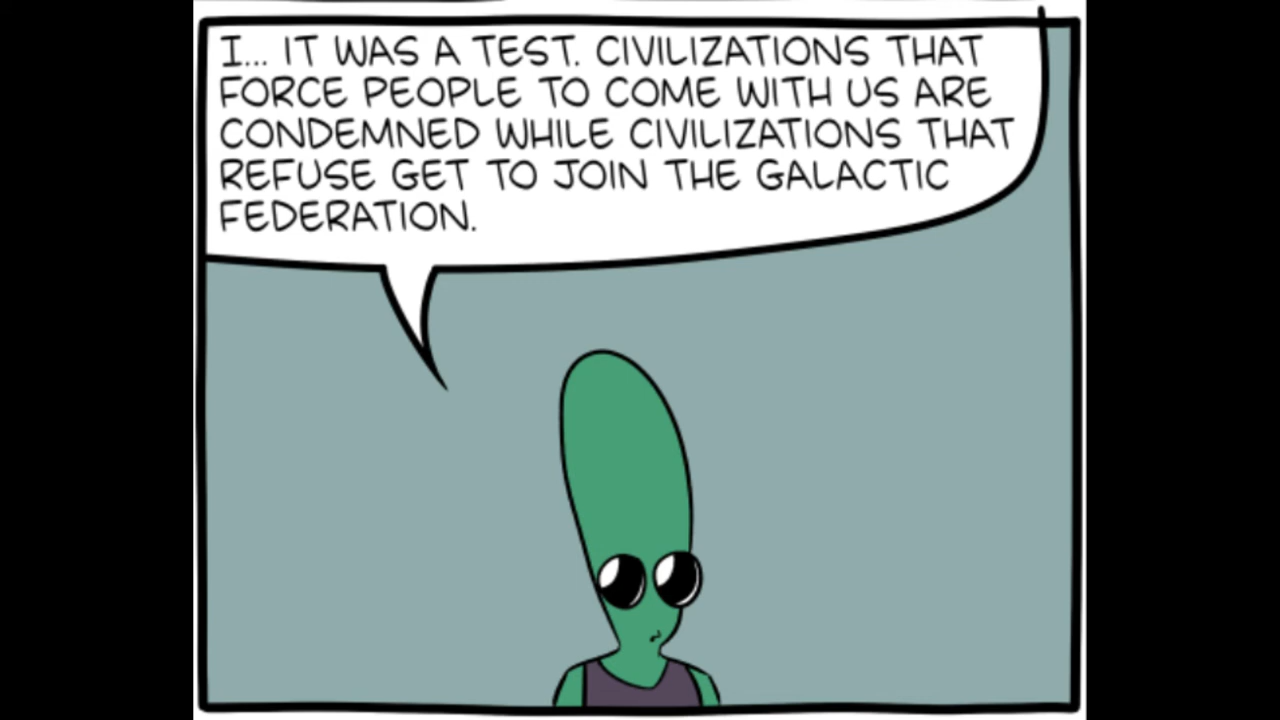 I... IT WAS A TEST. CIVILIZATIONS THAT
FORCE PEOPLE TO COME WITH US ARE
CONDEMNED WHILE CIVILIZATIONS THAT
REFUSE GET TO JOIN THE GALACTIC
FEDERATION.